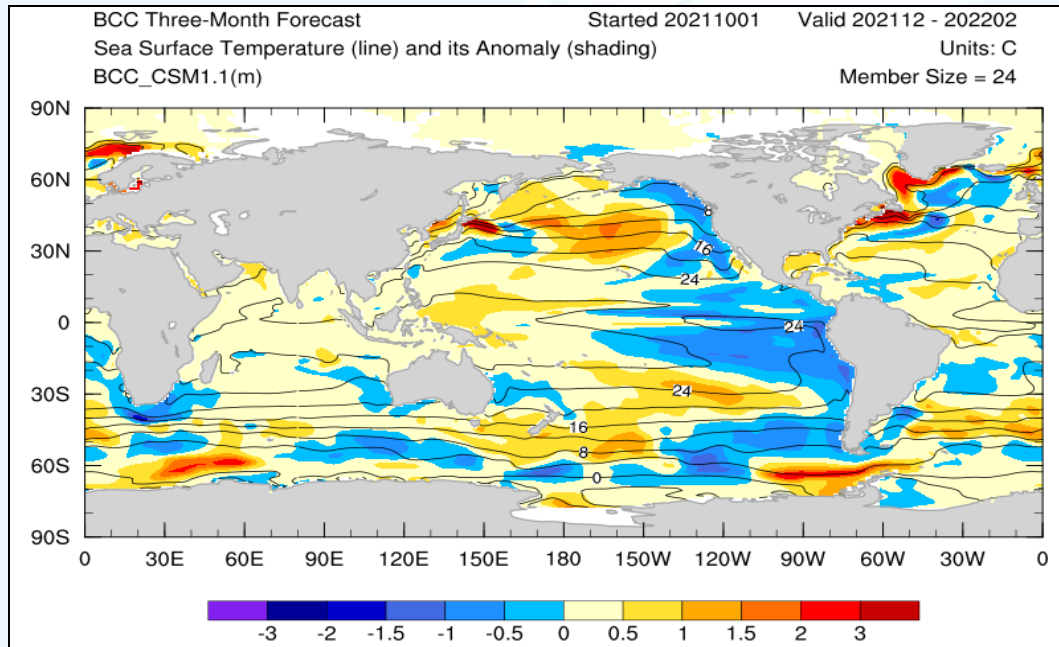 BCC Three-Month Forecast Started 20211001 Valid 202112 - 202202
Sea Surface Temperature (line) and its Anomaly (shading) Units: C
BCC_CSM1.1(m) Member Size = 24
90N
60N
30N
0
30S
60S
90S
8
16
24
24
24
16
8
0
0 30E 60E 90E 120E 150E 180 150W 120W 90W 60W 30W 0
-3 -2 -1.5 -1 -0.5 0 0.5 1 1.5 2 3